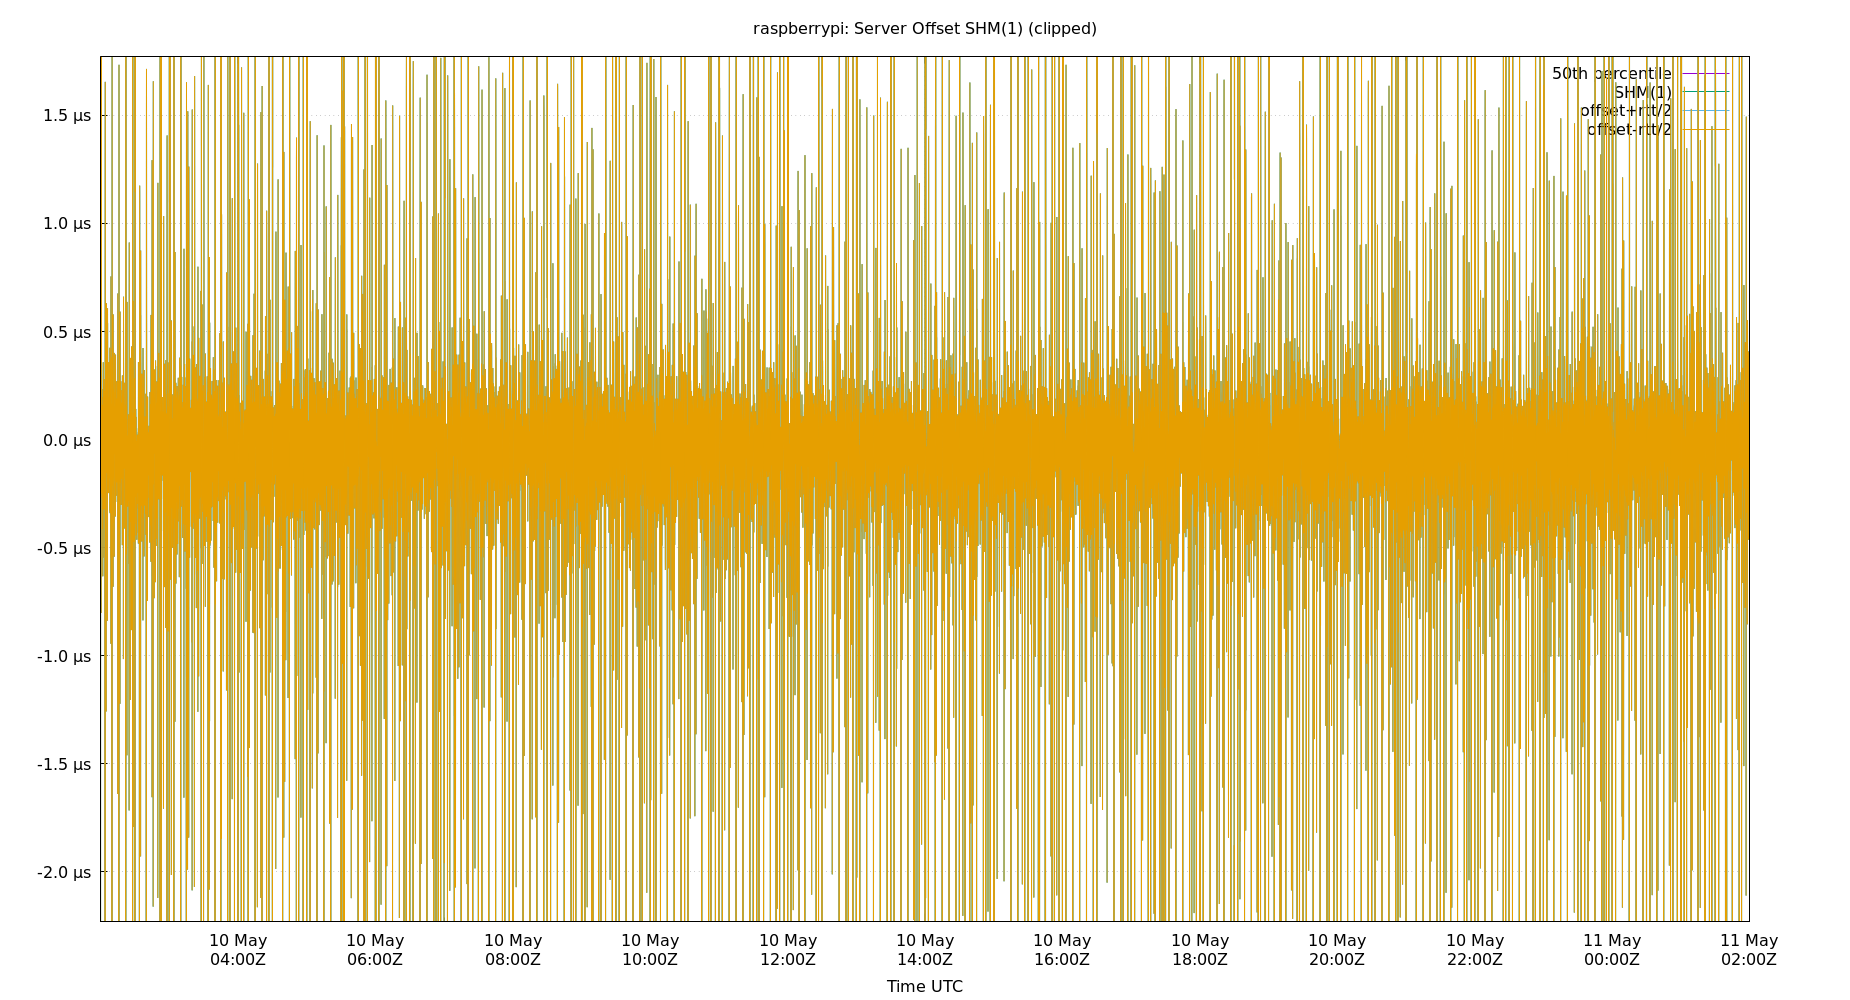 raspberrypi: Server Offset SHM(1) (clipped)
50th percentile
SHM(1)
offset+rtt/2
offset-rtt/2
1.5 µs
1.0 µs
0.5 µs
0.0 µs
-0.5 µs
-1.0 µs
-1.5 µs
-2.0 µs
10 May 10 May 10 May 10 May 10 May 10 May 10 May 10 May 10 May 10 May 11 May 11 May
04:00Z 06:00Z 08:00Z 10:00Z 12:00Z 14:00Z 16:00Z 18:00Z 20:00Z 22:00Z 00:00Z 02:00Z
Time UTC